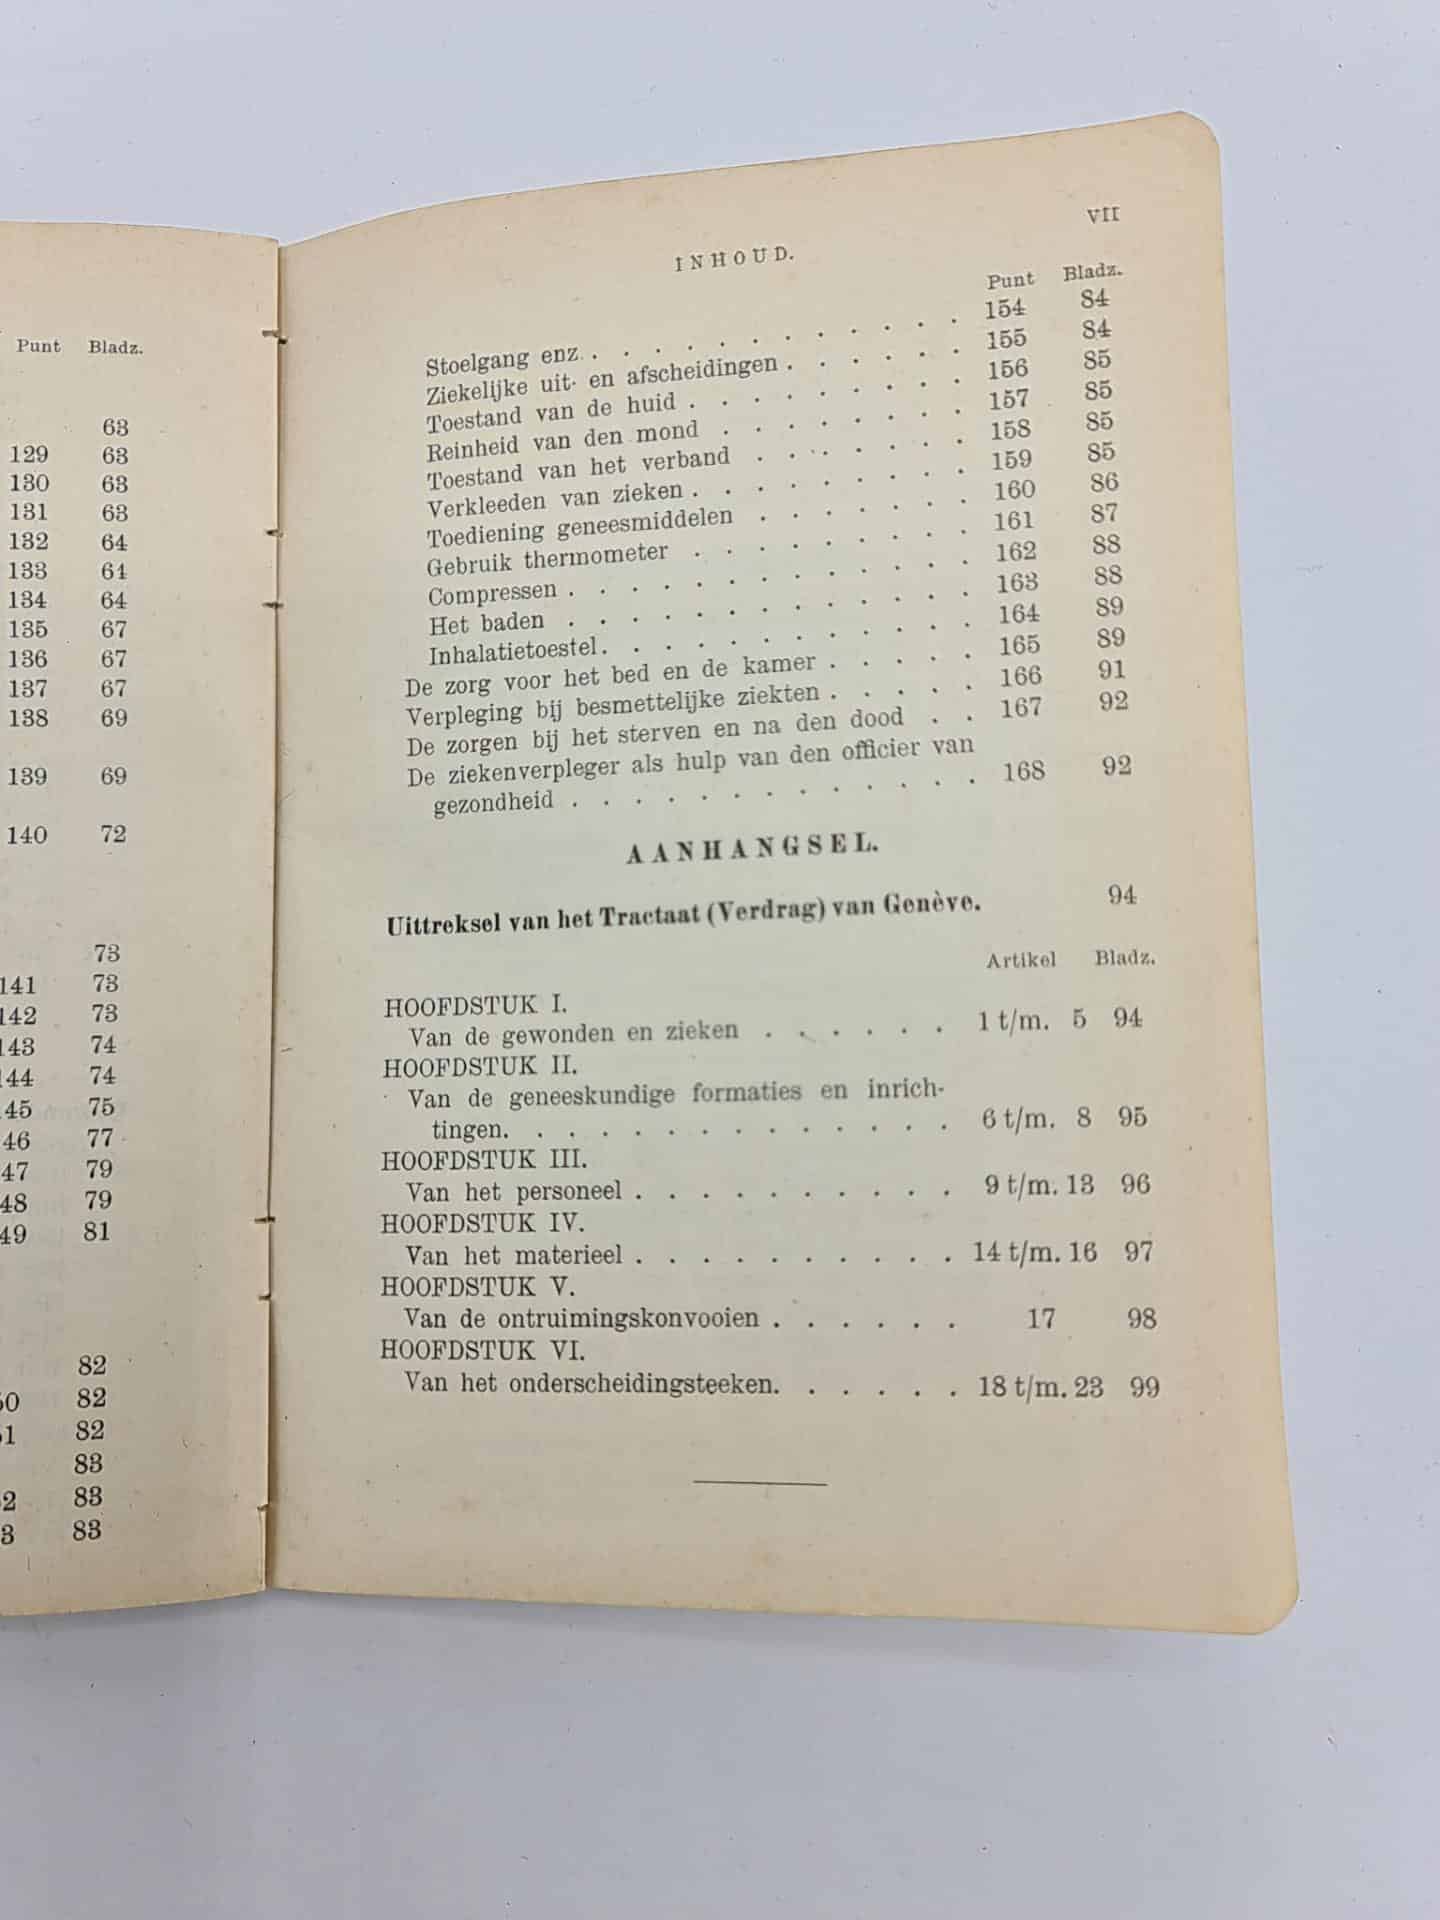 Punt Bladz.
63
129 63
130 63
131 63
132 64
133 64
134 64
135 67
136 67
137 67
138 69
139 69
140 72
73
141 73
142 73
143 74
144 74
45 75
46 77
47 79
48 79
49 81
82
50 82
51 82
83
2 83
3 83
VII
INHOUD.
Punt Bladz.
Stoelgang enz. . . . . . . . . . . . . 154 84
Ziekelijke uit- en afscheidingen . . . . . . 155 84
Toestand van de huid . . . . . . . . . 156 85
Reinheid van den mond . . . . . . . . 157 85
Toestand van het verband . . . . . . . 158 85
Verkleeden van zieken . . . . . . . . . 159 85
Toediening geneesmiddelen . . . . . . . 160 86
Gebruik thermometer . . . . . . . . . 161 87
Compressen . . . . . . . . . . . . . 162 88
Het baden . . . . . . . . . . . . . 163 88
Inhalatietoestel. . . . . . . . . . . . 164 89
De zorg voor het bed en de kamer . . . . . 165 89
Verpleging bij besmettelijke ziekten . . . . . 166 91
De zorgen bij het sterven en na den dood . . 167 92
De ziekenverpleger als hulp van den officier van
gezondheid . . . . . . . . . . . . . 168 92
AANHANGSEL.
Uittreksel van het Tractaat (Verdrag) van Genève. 94
Artikel Bladz.
HOOFDSTUK I.
Van de gewonden en zieken . . . . . . 1 t/m. 5 94
HOOFDSTUK II.
Van de geneeskundige formaties en inrich-
tingen. . . . . . . . . . . . . . 6 t/m. 8 95
HOOFDSTUK III.
Van het personeel . . . . . . . . . . 9 t/m. 13 96
HOOFDSTUK IV.
Van het materieel . . . . . . . . . . 14 t/m. 16 97
HOOFDSTUK V.
Van de ontruimingskonvooien . . . . . . 17 98
HOOFDSTUK VI.
Van het onderscheidingsteeken. . . . . . 18 t/m. 23 99